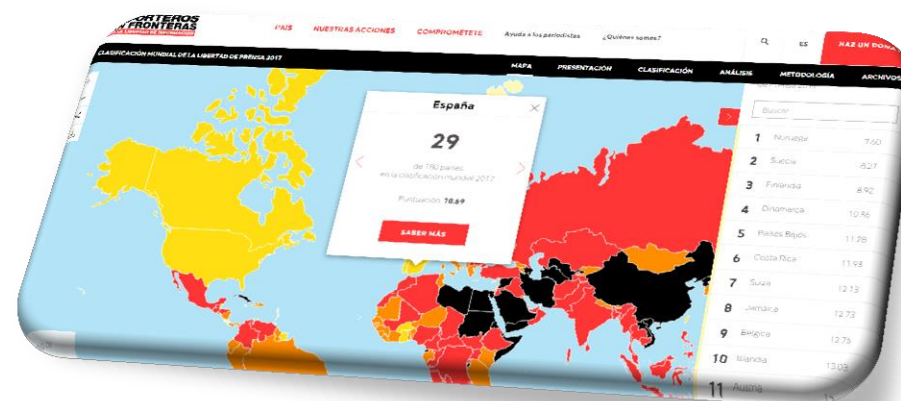 REPORTEROS
SIN FRONTERAS
PAÍS
NUESTRAS ACCIONES
COMPROMÉTETE
Ayuda a los periodistas
¿Quiénes somos?
ES
HAZ UN DONA
CLASIFICACIÓN MUNDIAL DE LA LIBERTAD DE PRENSA 2017
MAPA
PRESENTACIÓN
CLASIFICACIÓN
ANÁLISIS
METODOLOGÍA
ARCHIVOS
España
29
de 180 países
en la clasificación mundial 2017
Puntuación
SABER MÁS
Buscar
1 Noruega 7.60
2 Suecia 8.27
3 Finlandia 8.92
4 Dinamarca 10.36
5 Países Bajos 11.28
6 Costa Rica 11.93
7 Suiza 12.13
8 Jamaica 12.73
9 Bélgica 12.75
10 Islandia 13.03
11 Austria